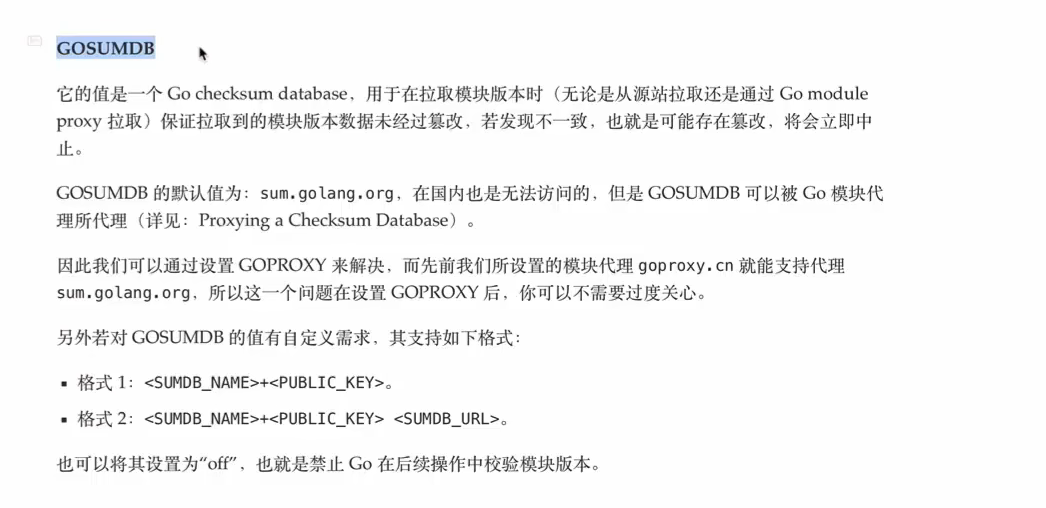 GOSUMDB
它的值是一个 Go checksum database，用于在拉取模块版本时（无论是从源站拉取还是通过 Go module
proxy 拉取）保证拉取到的模块版本数据未经过篡改，若发现不一致，也就是可能存在篡改，将会立即中
止。
GOSUMDB 的默认值为：sum.golang.org，在国内也是无法访问的，但是 GOSUMDB 可以被 Go 模块代
理所代理（详见：Proxying a Checksum Database）。
因此我们可以通过设置 GOPROXY 来解决，而先前我们所设置的模块代理 goproxy.cn 就能支持代理
sum.golang.org，所以这一个问题在设置 GOPROXY 后，你可以不需要过度关心。
另外若对 GOSUMDB 的值有自定义需求，其支持如下格式：
▪ 格式 1：<SUMDB_NAME>+<PUBLIC_KEY>。
▪ 格式 2：<SUMDB_NAME>+<PUBLIC_KEY> <SUMDB_URL>。
也可以将其设置为“off”，也就是禁止 Go 在后续操作中校验模块版本。